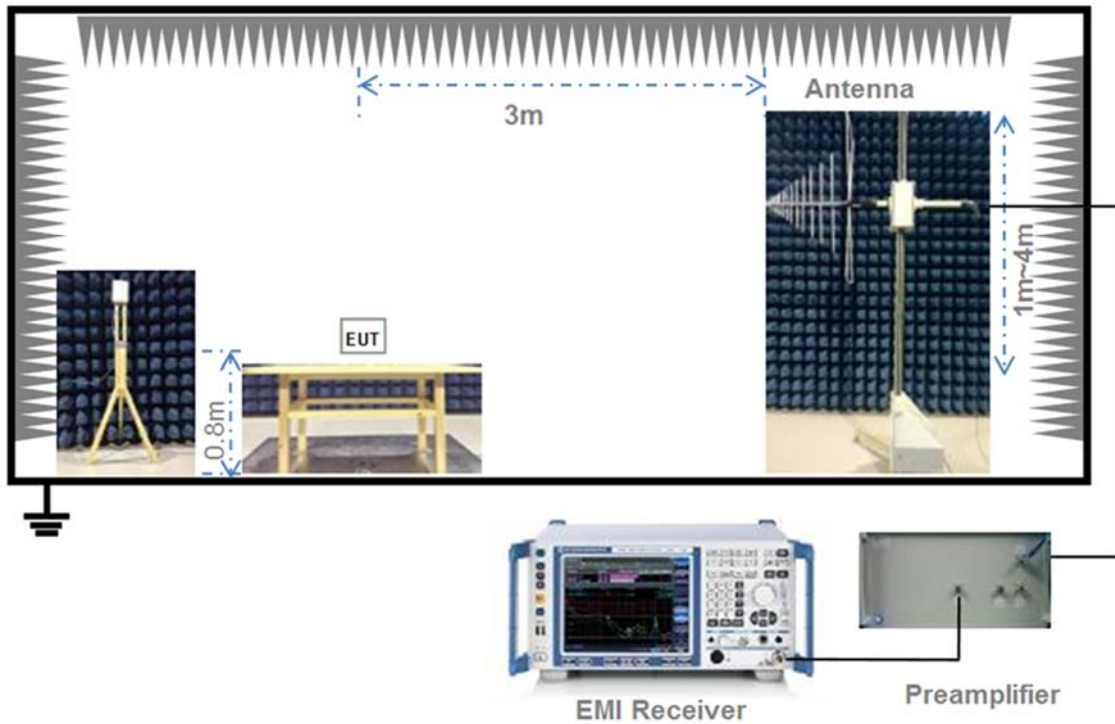 Antenna
3m
1m~4m
EUT
0.8m
EMI Receiver
Preamplifier